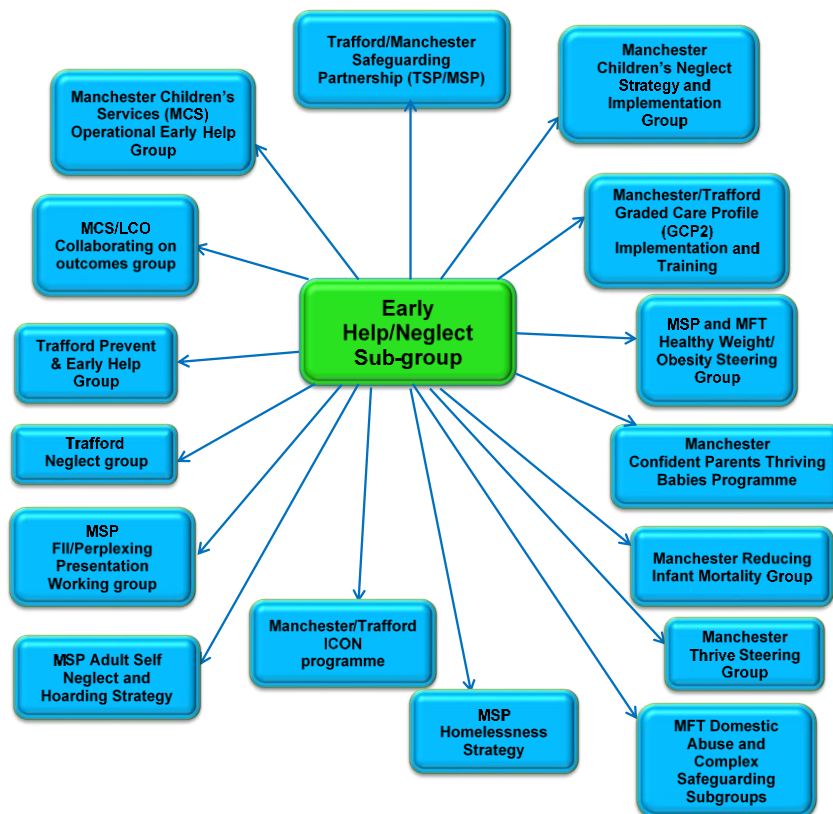 Trafford/Manchester
Safeguarding
Partnership (TSP/MSP)
Manchester
Children's Neglect
Strategy and
Implementation
Group
Manchester Children's
Services (MCS)
Operational Early Help
Group
Manchester/Trafford
Graded Care Profile
(GCP2)
Implementation and
Training
MCS/LCO
Collaborating on
outcomes group
Early
Help/Neglect
Sub-group
MSP and MFT
Healthy Weight/
Obesity Steering
Group
Trafford Prevent
& Early Help
Group
Trafford
Neglect group
Manchester
Confident Parents Thriving
Babies Programme
MSP
FII/Perplexing
Presentation
Working group
Manchester Reducing
Infant Mortality Group
Manchester/Trafford
ICON
programme
Manchester
Thrive Steering
Group
MSP Adult Self
Neglect and
Hoarding Strategy
MSP
Homelessness
Strategy
MFT Domestic
Abuse and
Complex
Safeguarding
Subgroups